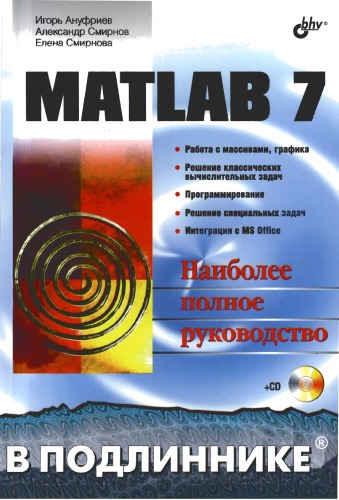 Игорь Ануфриев
Александр Смирнов
Елена Смирнова
bhv®
MATLAB 7
• Работа с массивами, графика
• Решение классических
вычислительных задач
• Программирование
• Решение специальных задач
• Интеграция с MS Office
Наиболее
полное
руководство
+CD
В ПОДЛИННИКЕ®